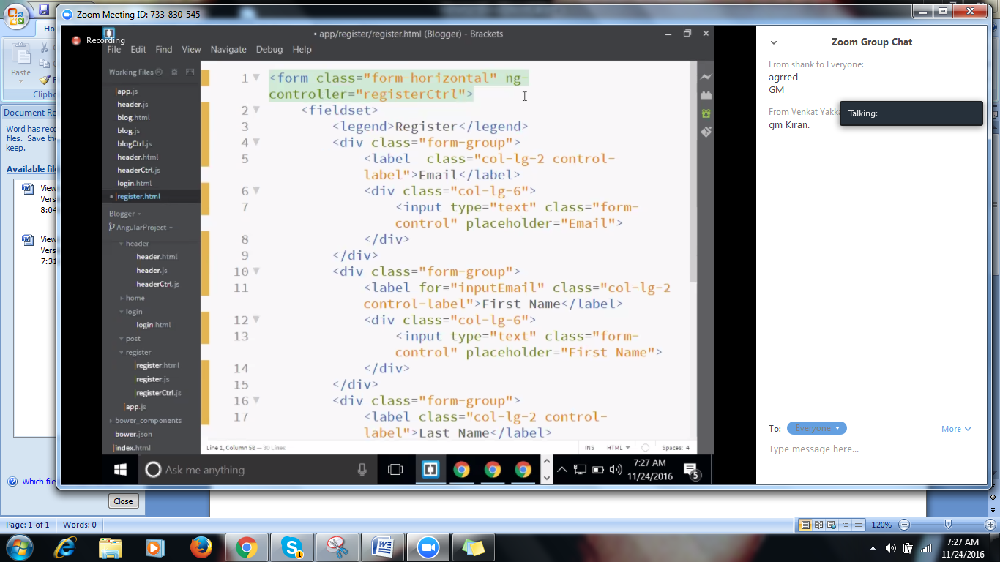 Zoom Meeting ID: 733-830-545
Ho
Paste
Clipbo
Document Re
Word has reco
files. Save the
keep.
Available file
View
Vers
8:04
View
Vers
7:31
Which file
Close
Page: 1 of 1
Words: 0
120%
Recording
• app/register/register.html (Blogger) - Brackets
File Edit Find View Navigate Debug Help
Working Files
app.js
header.js
blog.html
blog.js
blogCtrl.js
header.html
headerCtrl.js
login.html
register.html
Blogger
AngularProject
header
header.html
header.js
headerCtrl.js
home
login
login.html
post
register
register.html
register.js
registerCtrl.js
app.js
bower_components
bower.json
index.html
1 <form class="form-horizontal" ng-
controller="registerCtrl">
2 <fieldset>
3 <legend>Register</legend>
4 <div class="form-group">
5 <label  class="col-lg-2 control-
label">Email</label>
6 <div class="col-lg-6">
7 <input type="text" class="form-
control" placeholder="Email">
8 </div>
9 </div>
10 <div class="form-group">
11 <label for="inputEmail" class="col-lg-2
control-label">First Name</label>
12 <div class="col-lg-6">
13 <input type="text" class="form-
control" placeholder="First Name">
14 </div>
15 </div>
16 <div class="form-group">
17 <label class="col-lg-2 control-
label">Last Name</label>
Line 1, Column 58 — 30 Lines
INS HTML Spaces: 4
Ask me anything
7:27 AM
11/24/2016
5
Zoom Group Chat
From shank to Everyone:
agrred
GM
From Venkat Yakka
Talking:
gm Kiran.
To: Everyone
More
Type message here...
1
7:27 AM
11/24/2016